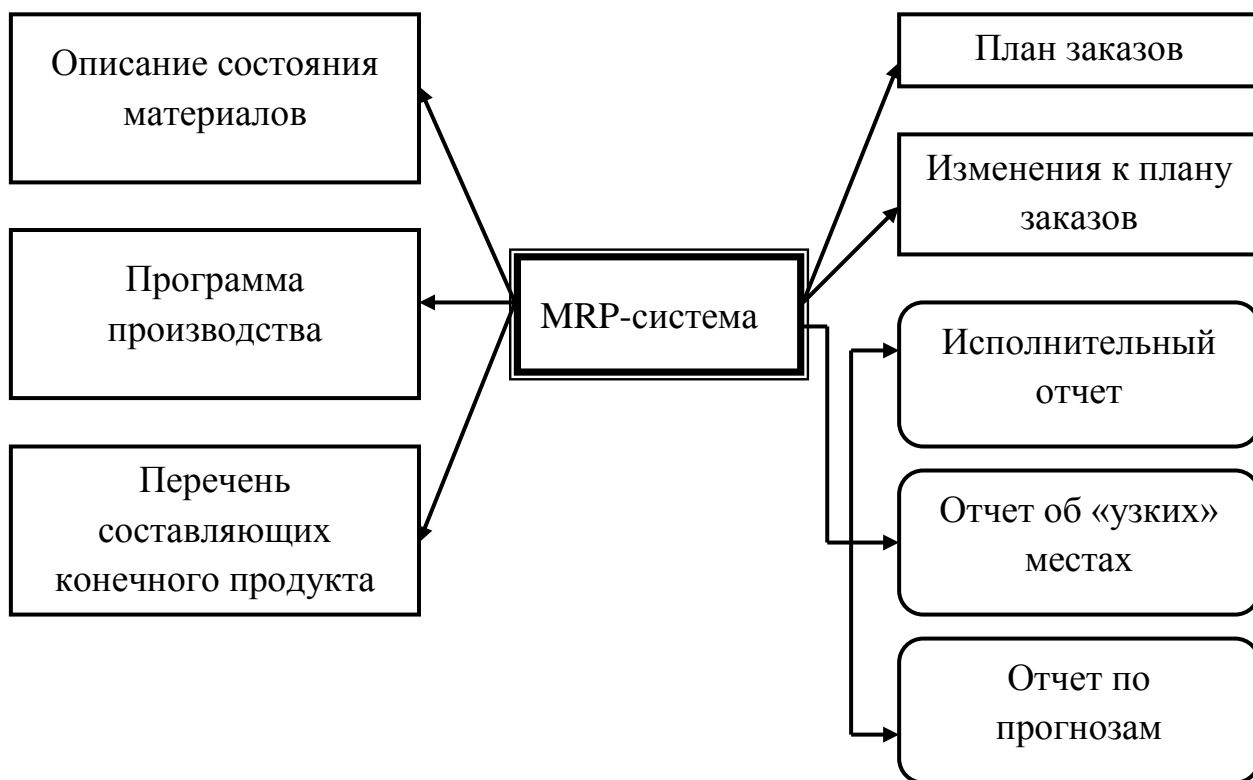 Описание состояния
материалов
Программа
производства
Перечень
составляющих
конечного продукта
MRP-система
План заказов
Изменения к плану
заказов
Исполнительный
отчет
Отчет об «узких»
местах
Отчет по
прогнозам